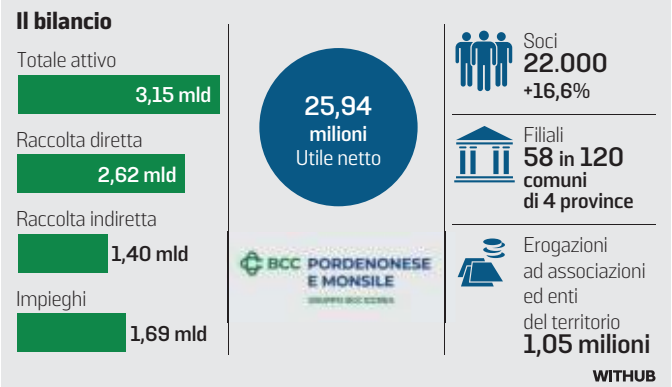 Il bilancio
Totale attivo
3,15 mld
Raccolta diretta
2,62 mld
Raccolta indiretta
1,40 mld
Impieghi
1,69 mld
25,94
milioni
Utile netto
BCC PORDENONESE
E MONSILE
GRUPPO BCC ICCREA
Soci
22.000
+16,6%
Filiali
58 in 120
comuni
di 4 province
Erogazioni
ad associazioni
ed enti
del territorio
1,05 milioni
WITHUB